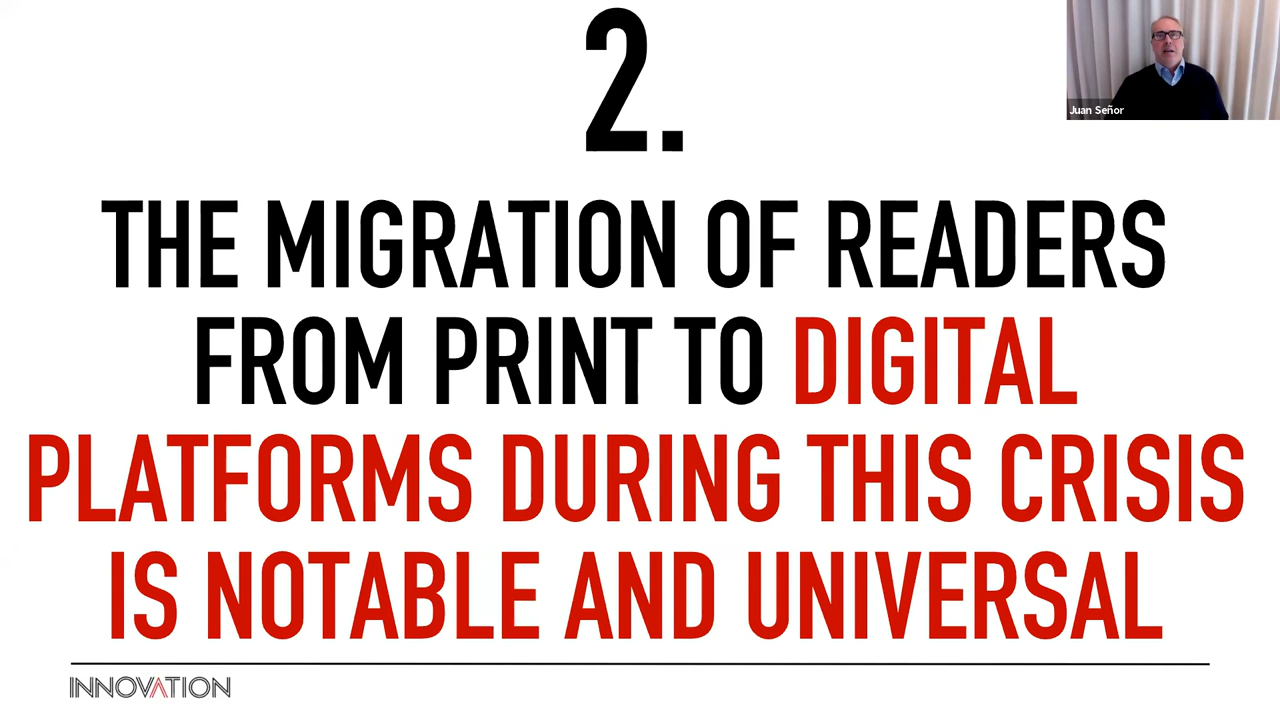 2.
Juan Señor
THE MIGRATION OF READERS
FROM PRINT TO DIGITAL
PLATFORMS DURING THIS CRISIS
IS NOTABLE AND UNIVERSAL
INNOVATION